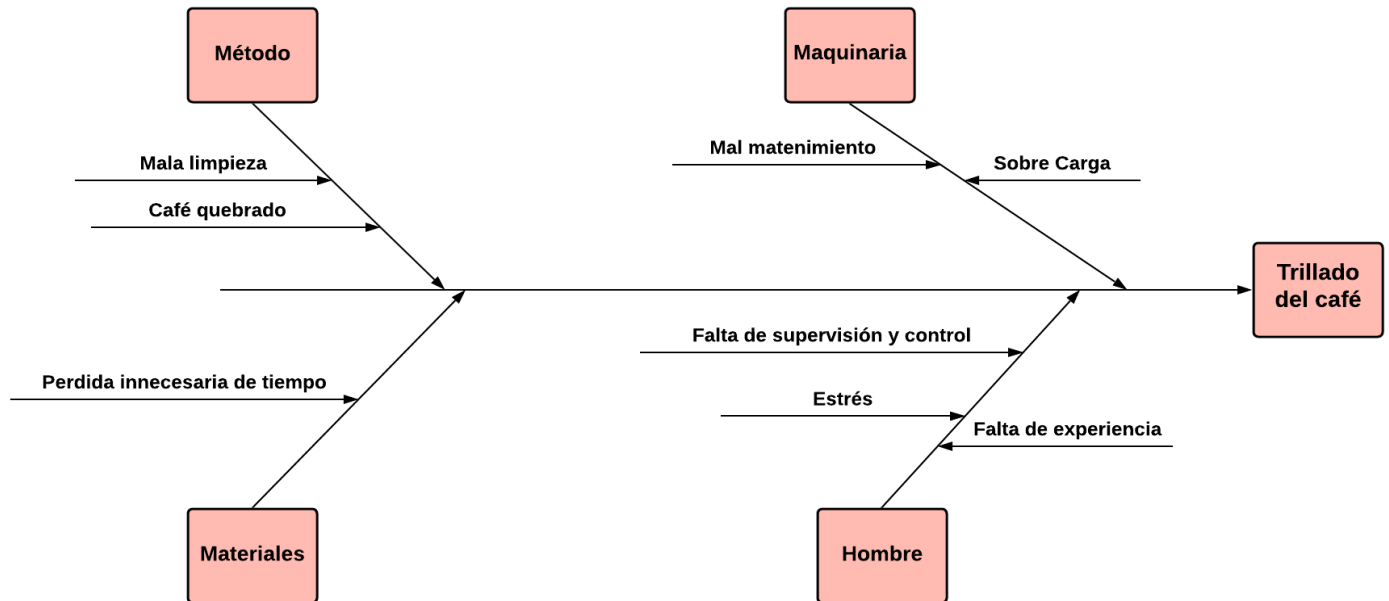 Método
Maquinaria
Mala limpieza
Mal matenimiento
Sobre Carga
Café quebrado
Trillado
del café
Falta de supervisión y control
Perdida innecesaria de tiempo
Estrés
Falta de experiencia
Materiales
Hombre